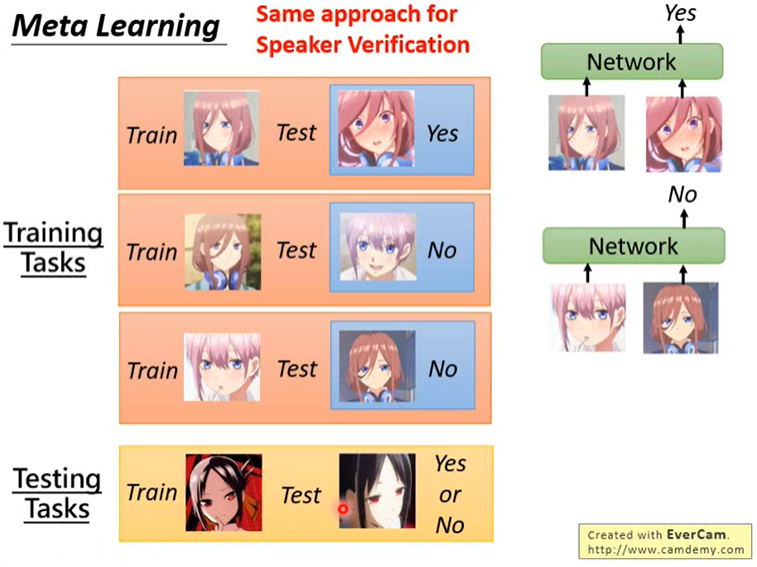 Meta Learning
Same approach for
Speaker Verification
Yes
Network
Train
Test
Yes
No
Training
Tasks
Train
Test
No
Network
Train
Test
No
Testing
Tasks
Train
Test
Yes
or
No
Created with EverCam.
http://www.camdemy.com